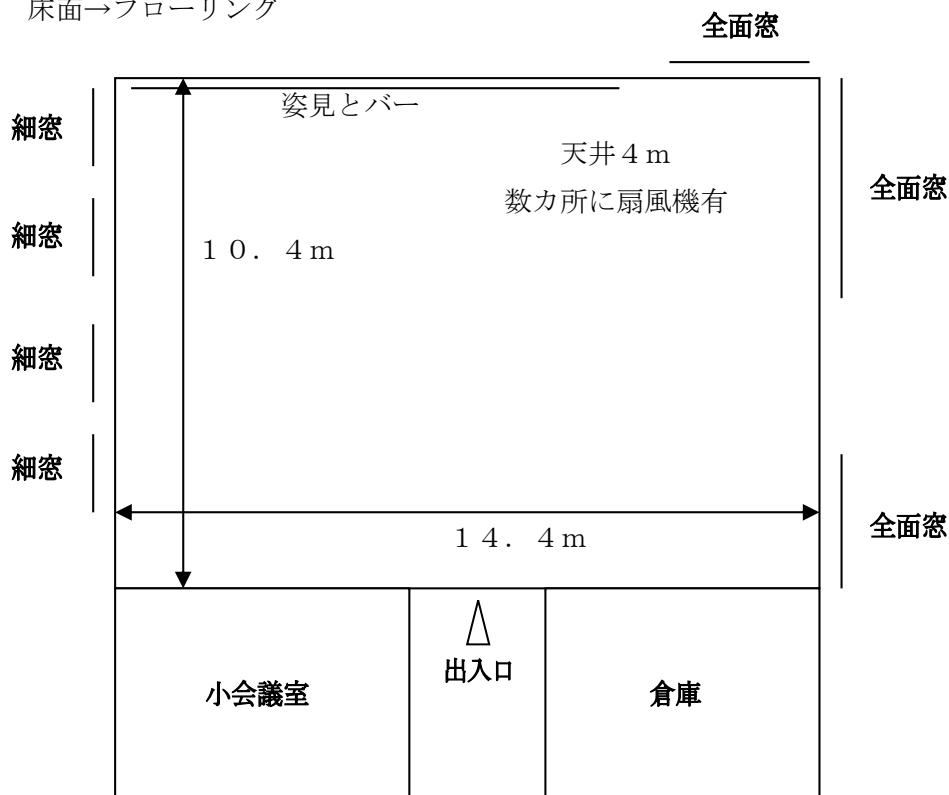 床面→フローリング
全面窓
姿見とバー
細窓
天井４ｍ
全面窓
数カ所に扇風機有
細窓
１０．４ｍ
細窓
細窓
全面窓
１４．４ｍ
出入口
小会議室
倉庫